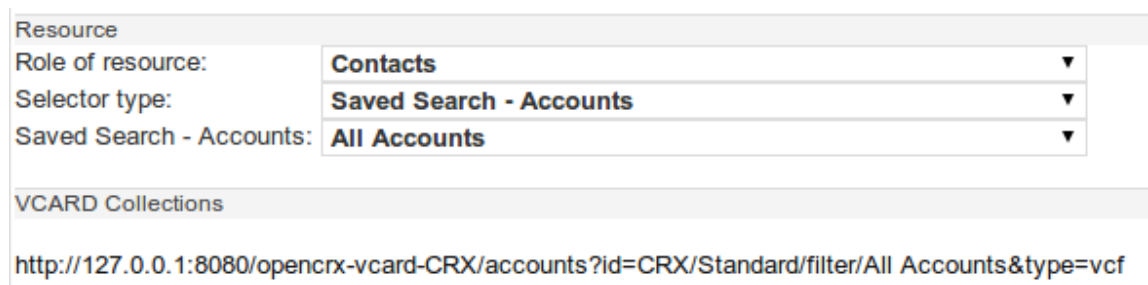 Resource
Role of resource: Contacts ▼
Selector type: Saved Search - Accounts ▼
Saved Search - Accounts: All Accounts ▼
VCARD Collections
http://127.0.0.1:8080/opencrx-vcard-CRX/accounts?id=CRX/Standard/filter/All Accounts&type=vcf